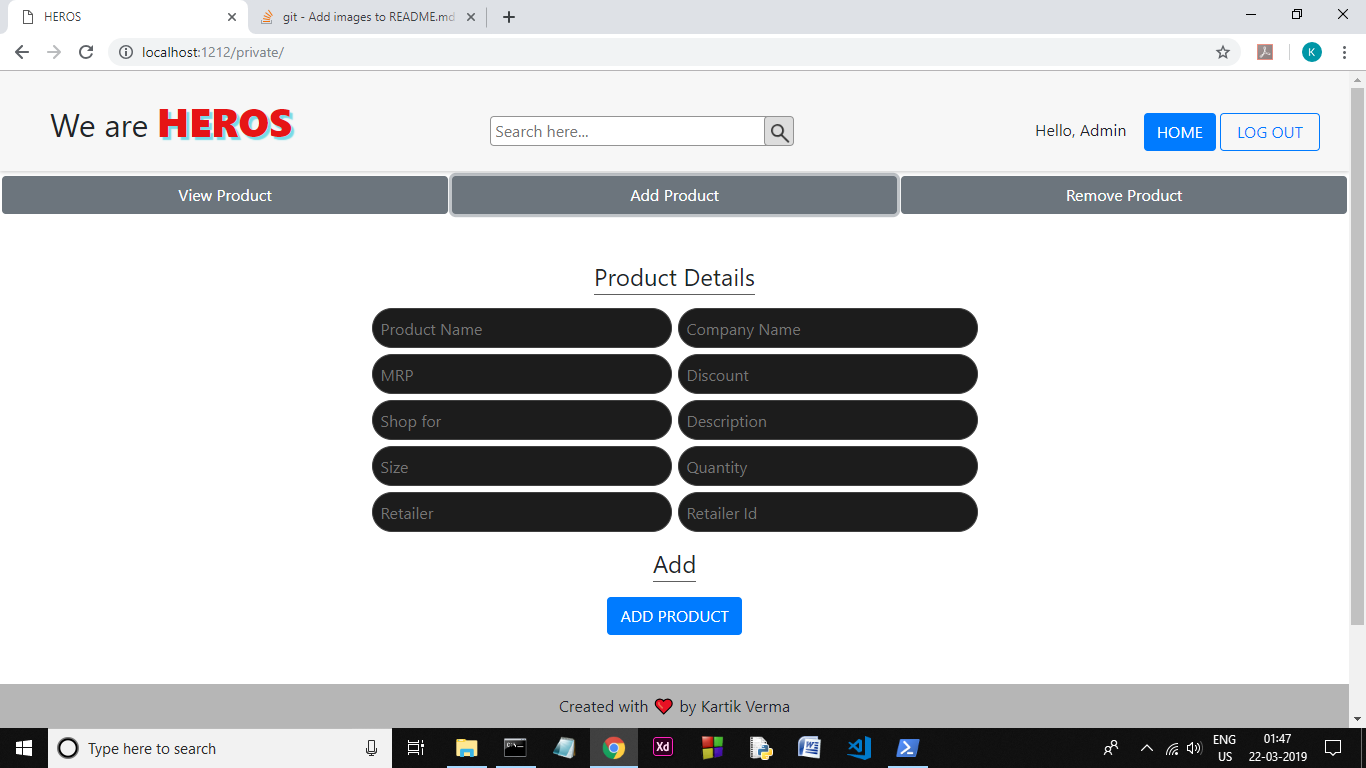 HEROS
git - Add images to README.md
localhost:1212/private/
K
We are HEROS
Search here...
Hello, Admin
HOME
LOG OUT
View Product
Add Product
Remove Product
Product Details
Product Name
Company Name
MRP
Discount
Shop for
Description
Size
Quantity
Retailer
Retailer Id
Add
ADD PRODUCT
Created with ❤ by Kartik Verma
Type here to search
Xd
ENG
US
01:47
22-03-2019